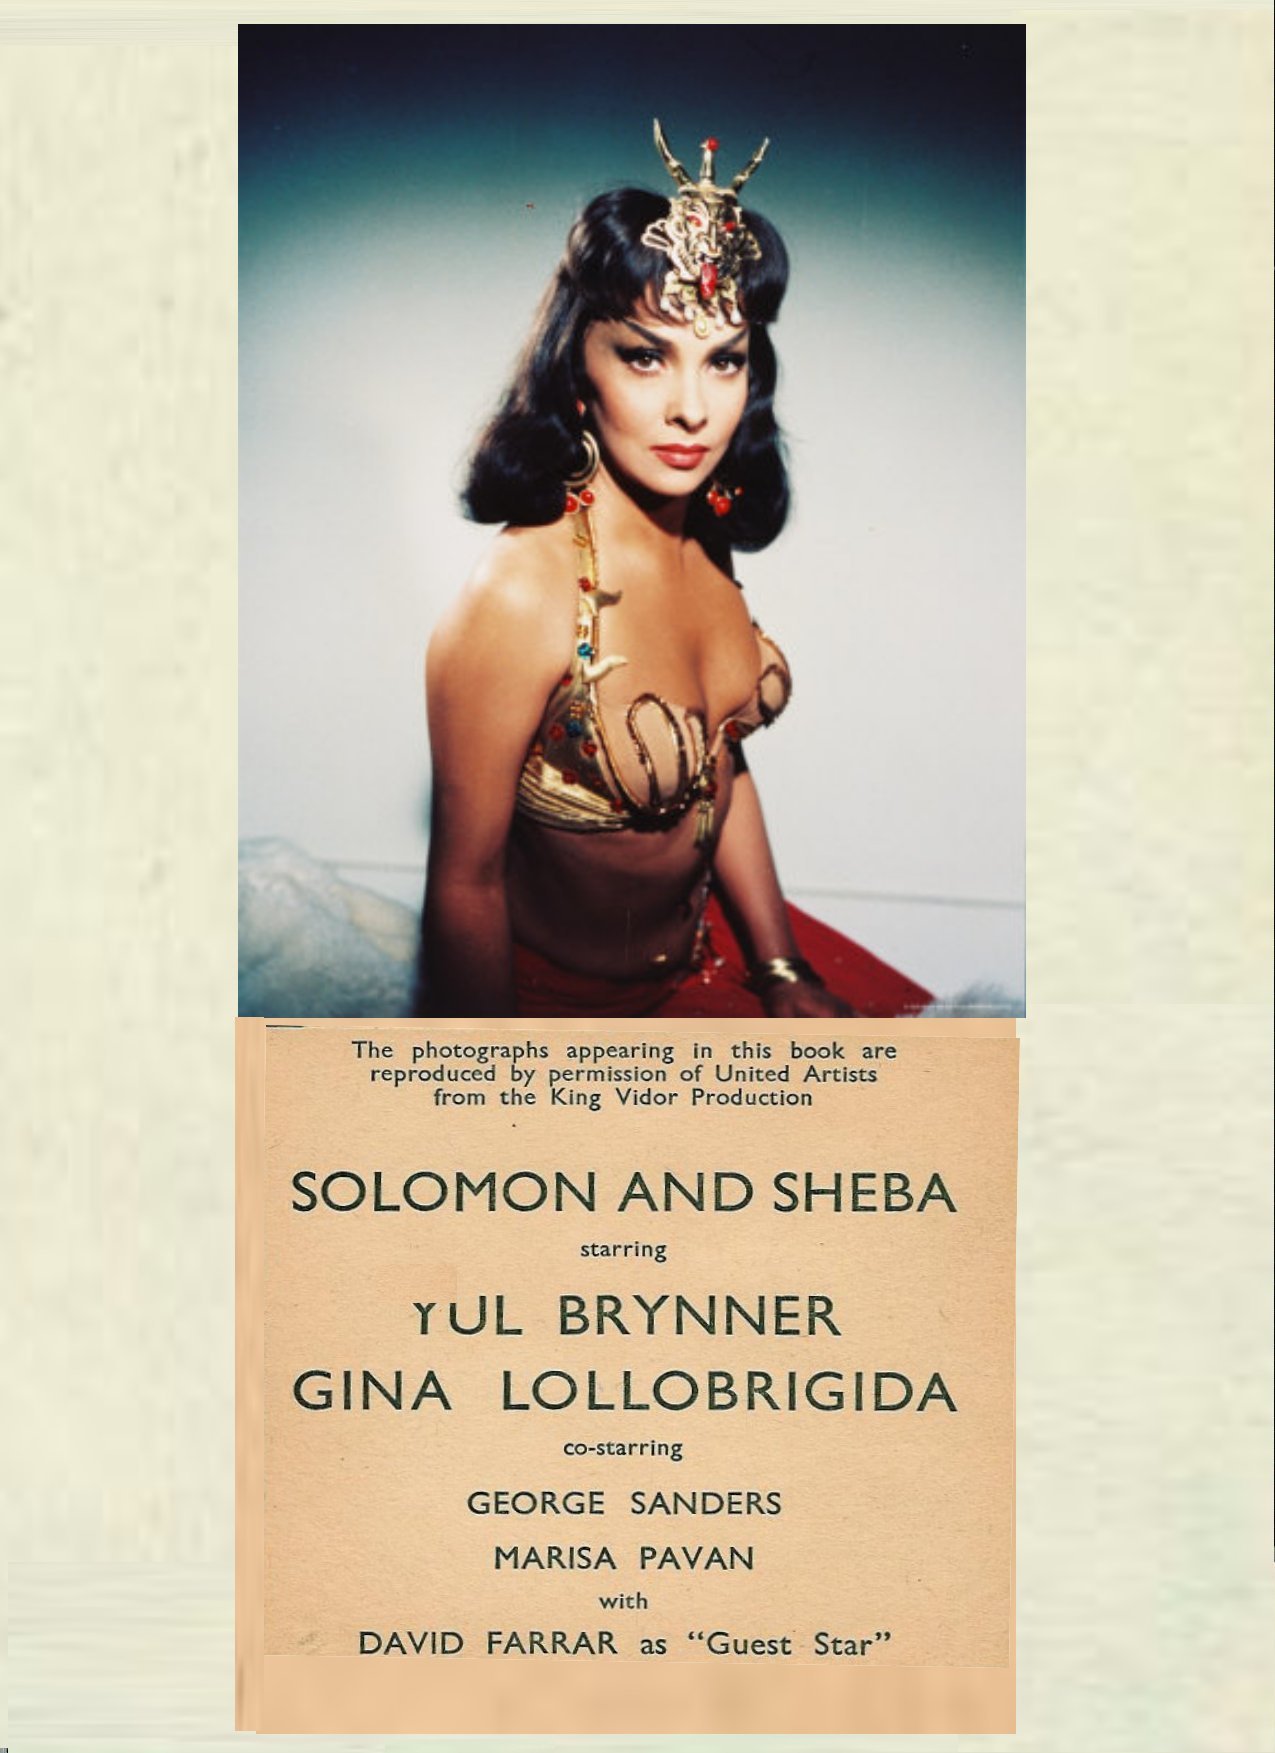 The photographs appearing in this book are
reproduced by permission of United Artists
from the King Vidor Production
SOLOMON AND SHEBA
starring
YUL BRYNNER
GINA LOLLOBRIGIDA
co-starring
GEORGE SANDERS
MARISA PAVAN
with
DAVID FARRAR as “Guest Star”